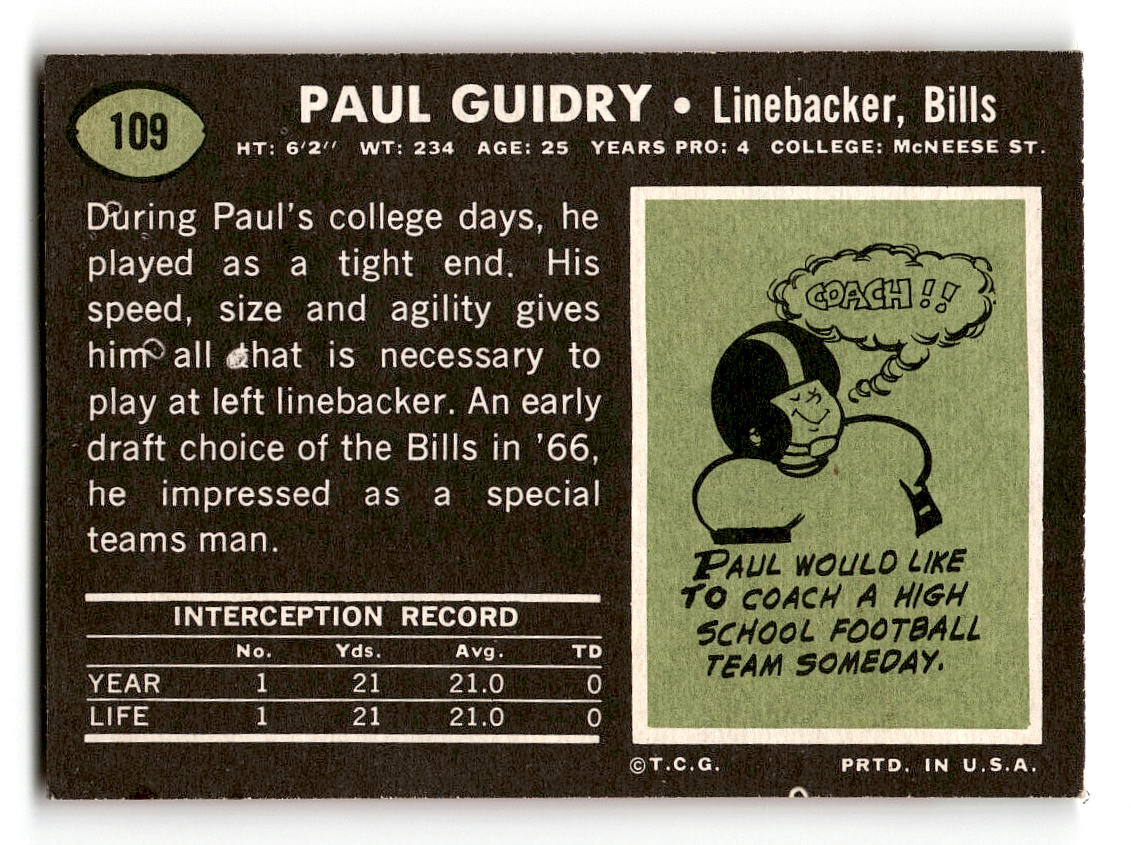 109
PAUL GUIDRY • Linebacker, Bills
HT: 6'2" WT: 234 AGE: 25 YEARS PRO: 4 COLLEGE: McNEESE ST.
During Paul's college days, he
played as a tight end. His
speed, size and agility gives
him all that is necessary to
play at left linebacker. An early
draft choice of the Bills in '66,
he impressed as a special
teams man.
INTERCEPTION RECORD
No. Yds. Avg. TD
YEAR 1 21 21.0 0
LIFE 1 21 21.0 0
COACH!!
PAUL WOULD LIKE
TO COACH A HIGH
SCHOOL FOOTBALL
TEAM SOMEDAY.
©T.C.G. PRTD. IN U.S.A.